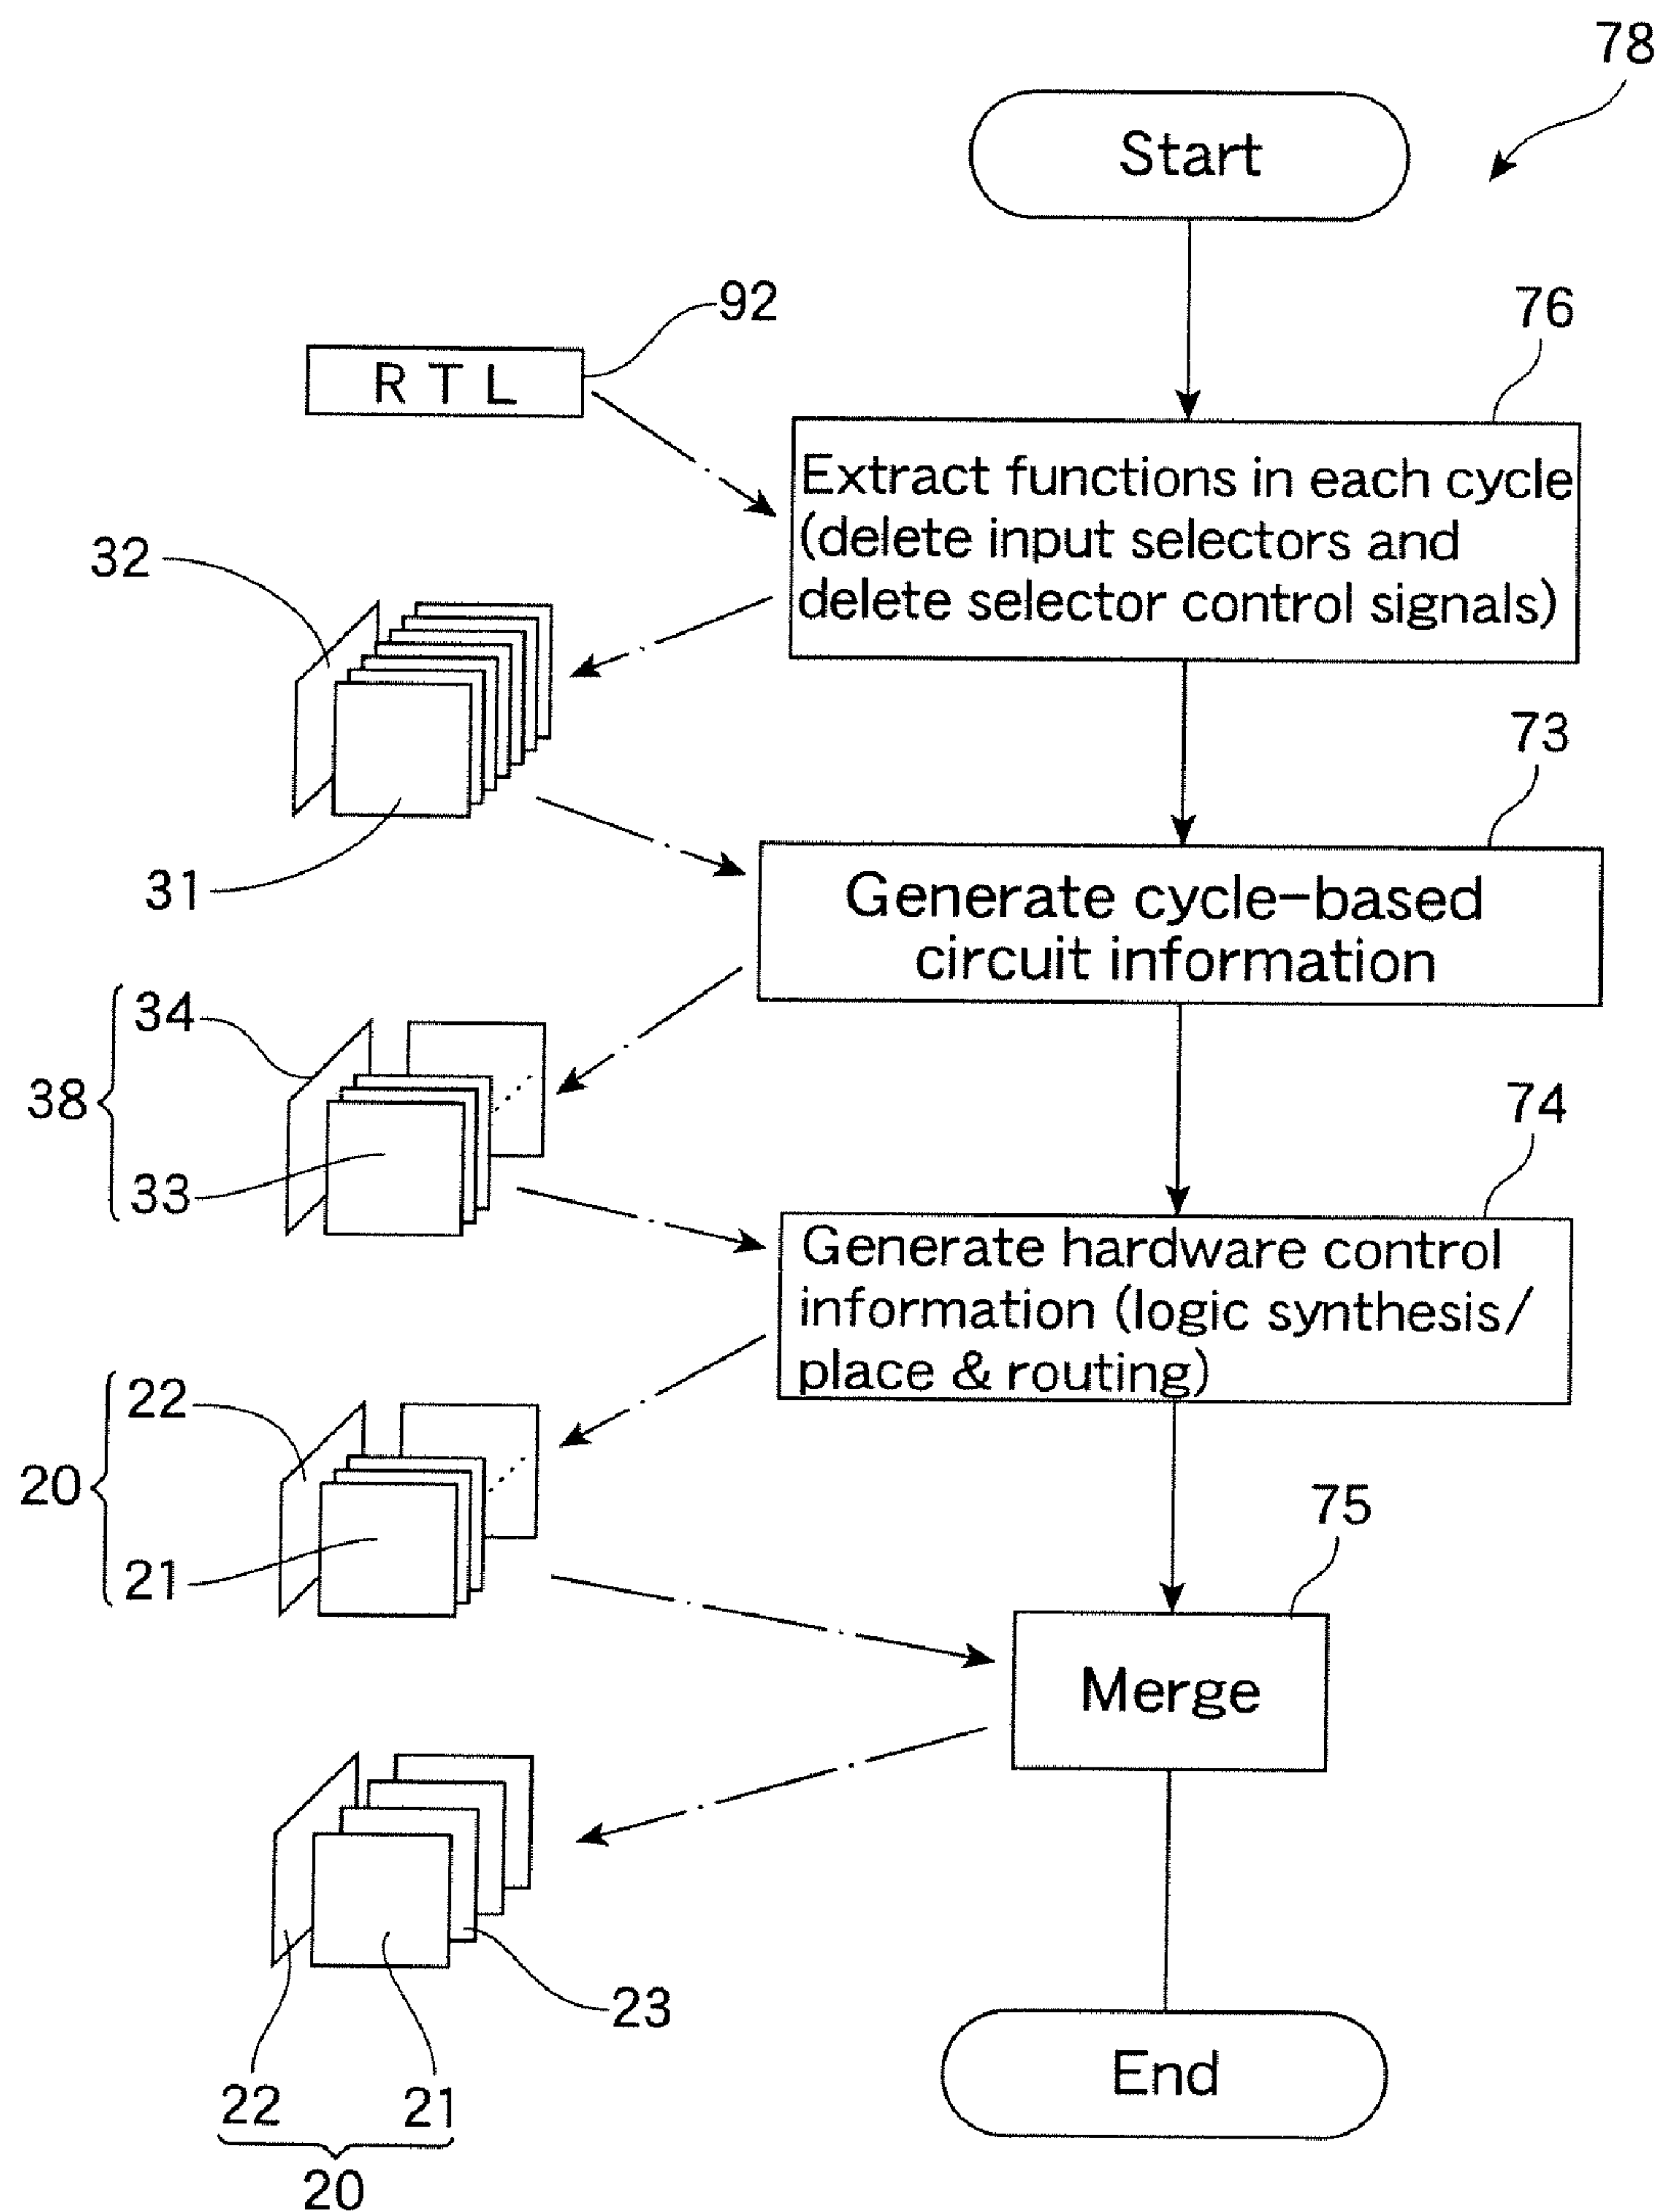 78
Start
92
R T L
76
Extract functions in each cycle
(delete input selectors and
delete selector control signals)
32
31
73
Generate cycle-based
circuit information
34
38
33
74
Generate hardware control
information (logic synthesis/
place & routing)
22
20
21
75
Merge
23
22
21
20
End